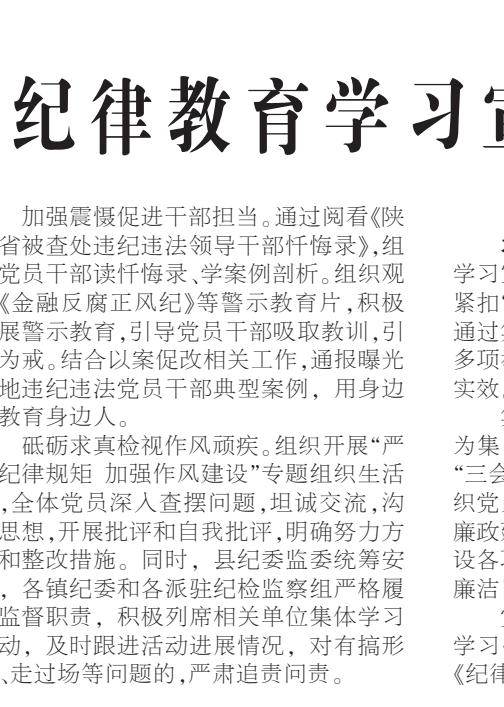 纪律教育学习宣
加强震慑促进干部担当。通过阅看《陕
省被查处违纪违法领导干部忏悔录》,组
党员干部读忏悔录、学案例剖析。组织观
《金融反腐正风纪》等警示教育片,积极
展警示教育,引导党员干部吸取教训,引
为戒。结合以案促改相关工作,通报曝光
地违纪违法党员干部典型案例，用身边
教育身边人。
砥砺求真检视作风顽疾。组织开展“严
纪律规矩 加强作风建设”专题组织生活
,全体党员深入查摆问题,坦诚交流,沟
思想,开展批评和自我批评,明确努力方
和整改措施。同时，县纪委监委统筹安
，各镇纪委和各派驻纪检监察组严格履
监督职责，积极列席相关单位集体学习
动，及时跟进活动进展情况，对有搞形
、走过场等问题的,严肃追责问责。
学习
紧扣
通过
多项
实效。
为集
“三会
织党
廉政
设各
廉洁
学习
《纪律